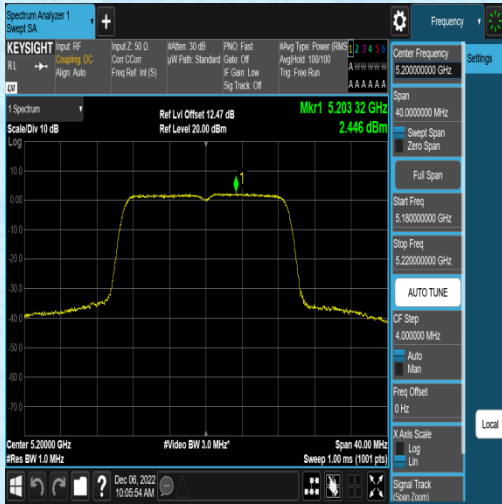 Spectrum Analyzer 1
Swept SA
+
Frequency
KEYSIGHT
RL
Input: RF
Coupling: DC
Align: Auto
Input Z: 50 Ω
Corr CCorr
Freq Ref: Int (S)
#Atten: 30 dB
µW Path: Standard
PNO: Fast
Gate: Off
IF Gain: Low
Sig Track: Off
#Avg Type: Power (RMS
Avg|Hold: 100/100
Trig: Free Run
1 2 3 4 5 6
A W W W W W
A A A A A A
LXI
1 Spectrum
Scale/Div 10 dB
Log
Ref Lvl Offset 12.47 dB
Ref Level 20.00 dBm
Mkr1 5.203 32 GHz
2.446 dBm
1
10.0
0.00
-10.0
-20.0
-30.0
-40.0
-50.0
-60.0
-70.0
Center 5.20000 GHz
#Res BW 1.0 MHz
#Video BW 3.0 MHz*
Span 40.00 MHz
Sweep 1.00 ms (1001 pts)
Dec 06, 2022
10:05:54 AM
?
Center Frequency
5.200000000 GHz
Settings
Span
40.0000000 MHz
Swept Span
Zero Span
Full Span
Start Freq
5.180000000 GHz
Stop Freq
5.220000000 GHz
AUTO TUNE
CF Step
4.000000 MHz
Auto
Man
Freq Offset
0 Hz
X Axis Scale
Log
Lin
Local
Signal Track
(Span Zoom)